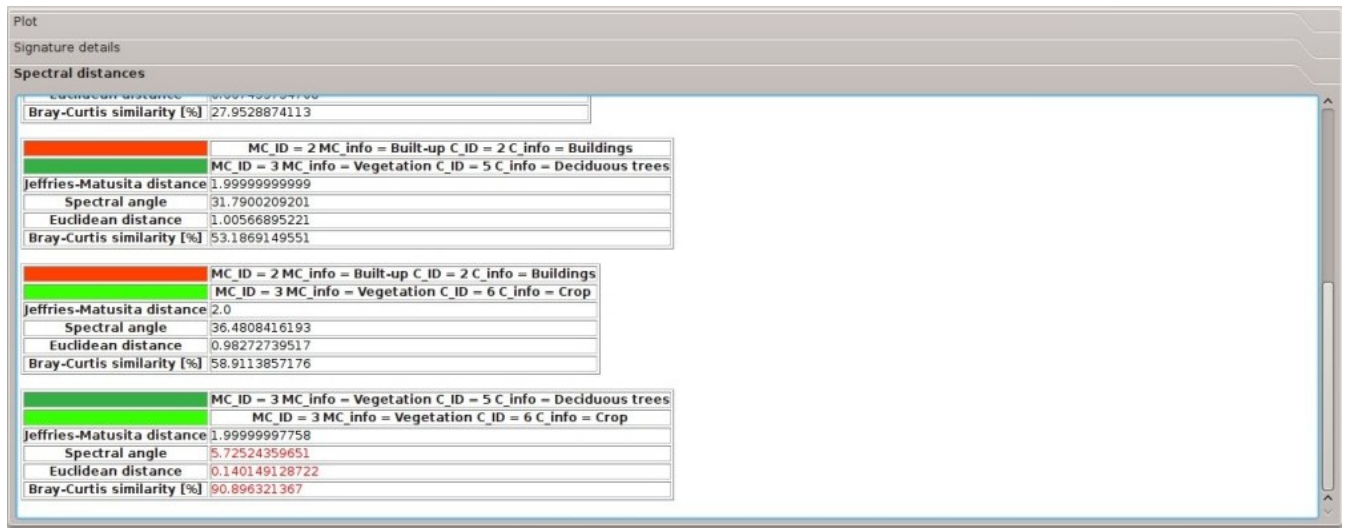 Plot
Signature details
Spectral distances
Bray-Curtis similarity [%] 27.9528874113
MC_ID = 2 MC_info = Built-up C_ID = 2 C_info = Buildings
MC_ID = 3 MC_info = Vegetation C_ID = 5 C_info = Deciduous trees
Jeffries-Matusita distance 1.99999999999
Spectral angle 31.7900209201
Euclidean distance 1.00566895221
Bray-Curtis similarity [%] 53.1869149551
MC_ID = 2 MC_info = Built-up C_ID = 2 C_info = Buildings
MC_ID = 3 MC_info = Vegetation C_ID = 6 C_info = Crop
Jeffries-Matusita distance 2.0
Spectral angle 36.4808416193
Euclidean distance 0.98272739517
Bray-Curtis similarity [%] 58.9113857176
MC_ID = 3 MC_info = Vegetation C_ID = 5 C_info = Deciduous trees
MC_ID = 3 MC_info = Vegetation C_ID = 6 C_info = Crop
Jeffries-Matusita distance 1.99999997758
Spectral angle 5.72524359651
Euclidean distance 0.140149128722
Bray-Curtis similarity [%] 90.896321367